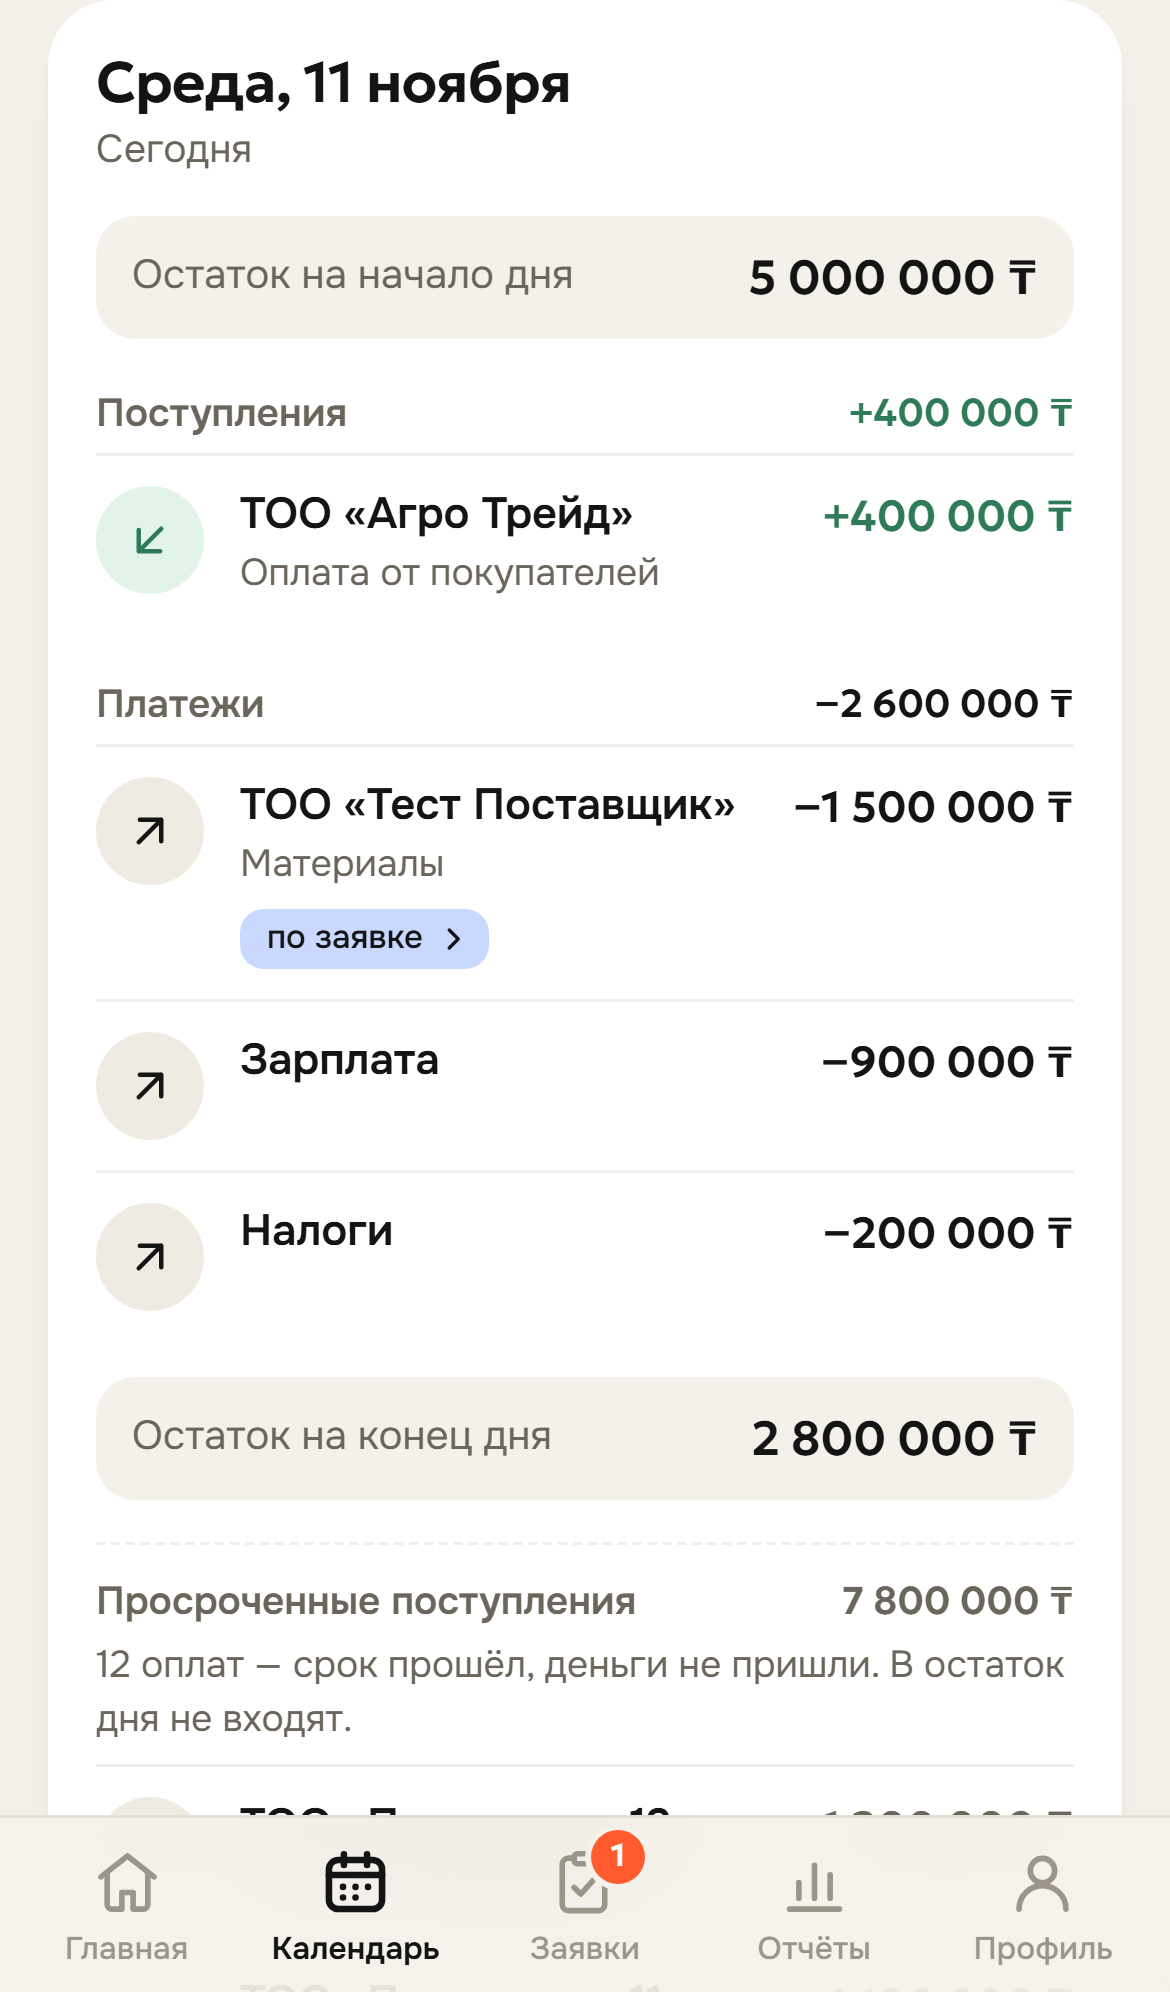 Среда, 11 ноября
Сегодня
Остаток на начало дня 5 000 000 ₸
Поступления +400 000 ₸
ТОО «Агро Трейд» +400 000 ₸
Оплата от покупателей
Платежи −2 600 000 ₸
ТОО «Тест Поставщик» −1 500 000 ₸
Материалы
по заявке
Зарплата −900 000 ₸
Налоги −200 000 ₸
Остаток на конец дня 2 800 000 ₸
Просроченные поступления 7 800 000 ₸
12 оплат — срок прошёл, деньги не пришли. В остаток
дня не входят.
1
Главная Календарь Заявки Отчёты Профиль